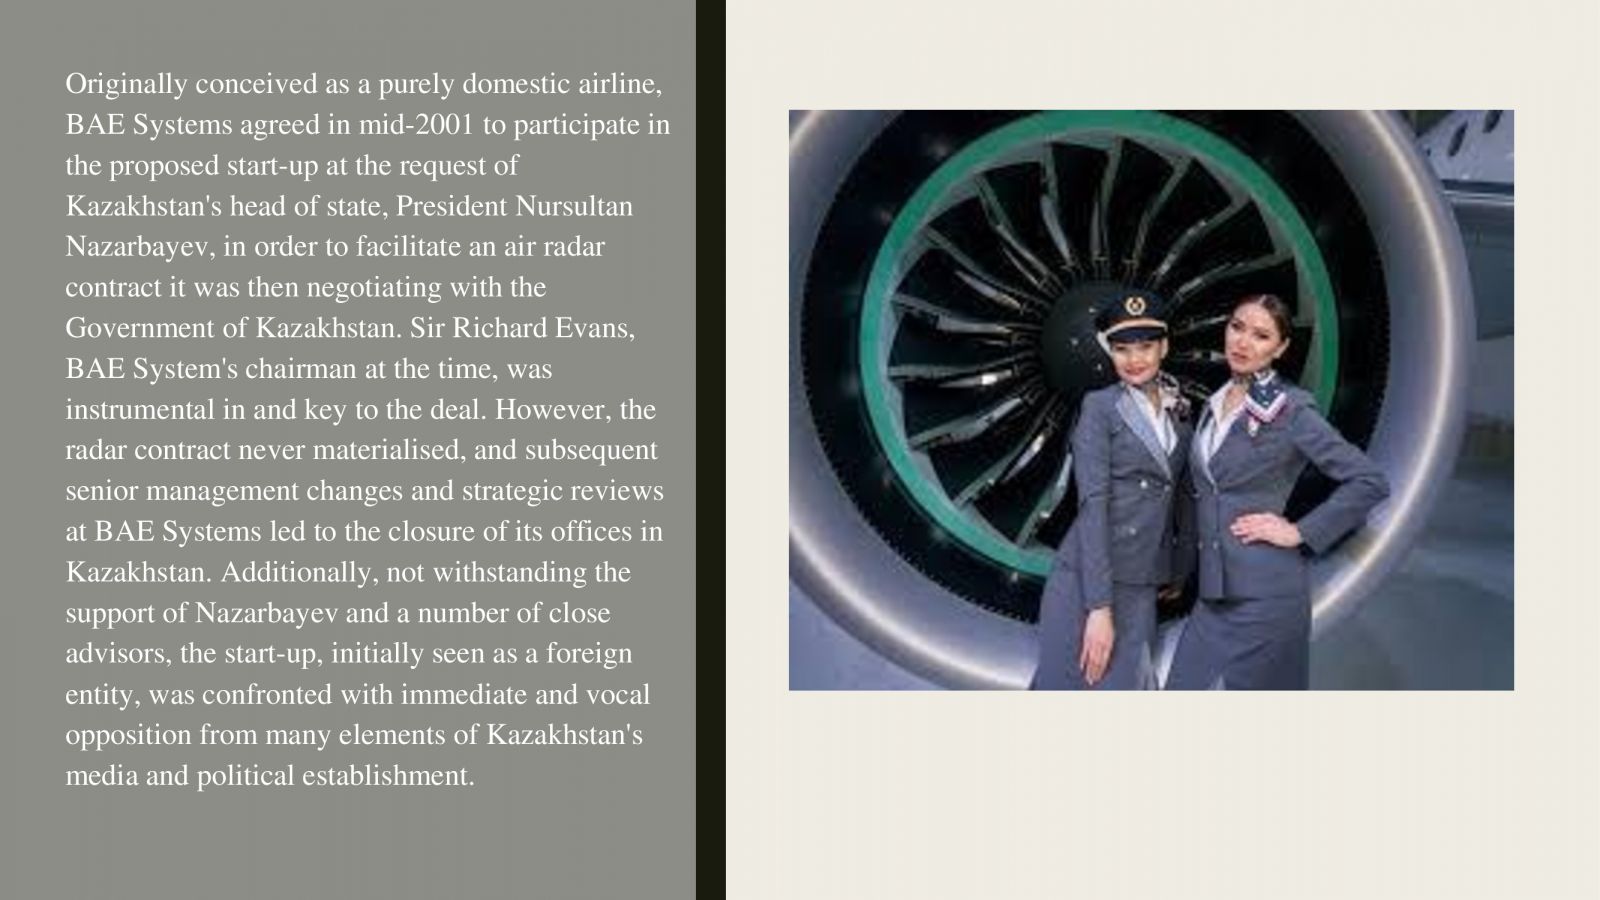 Originally conceived as a purely domestic airline,
BAE Systems agreed in mid-2001 to participate in
the proposed start-up at the request of
Kazakhstan's head of state, President Nursultan
Nazarbayev, in order to facilitate an air radar
contract it was then negotiating with the
Government of Kazakhstan. Sir Richard Evans,
BAE System's chairman at the time, was
instrumental in and key to the deal. However, the
radar contract never materialised, and subsequent
senior management changes and strategic reviews
at BAE Systems led to the closure of its offices in
Kazakhstan. Additionally, not withstanding the
support of Nazarbayev and a number of close
advisors, the start-up, initially seen as a foreign
entity, was confronted with immediate and vocal
opposition from many elements of Kazakhstan's
media and political establishment.